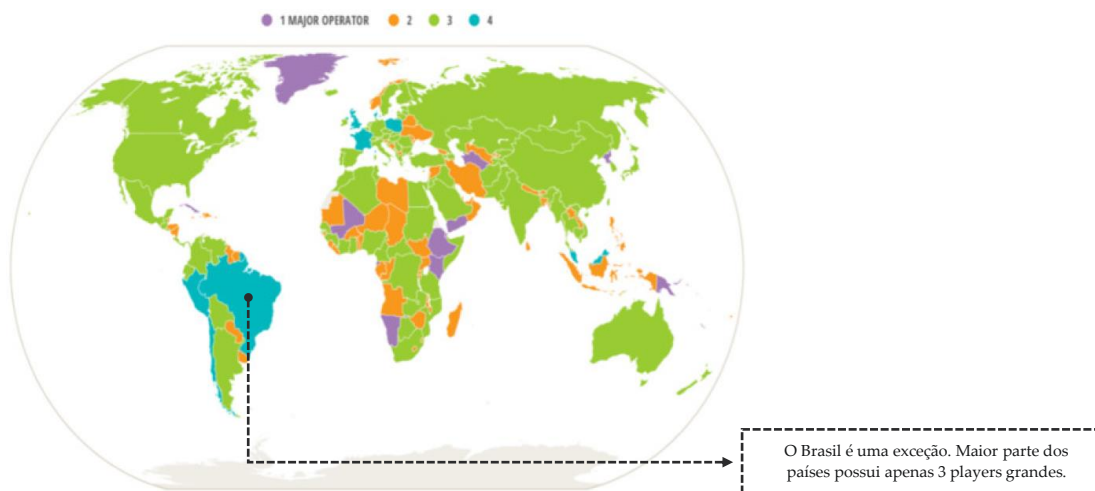 1 MAJOR OPERATOR 2 3 4
O Brasil é uma exceção. Maior parte dos
países possui apenas 3 players grandes.